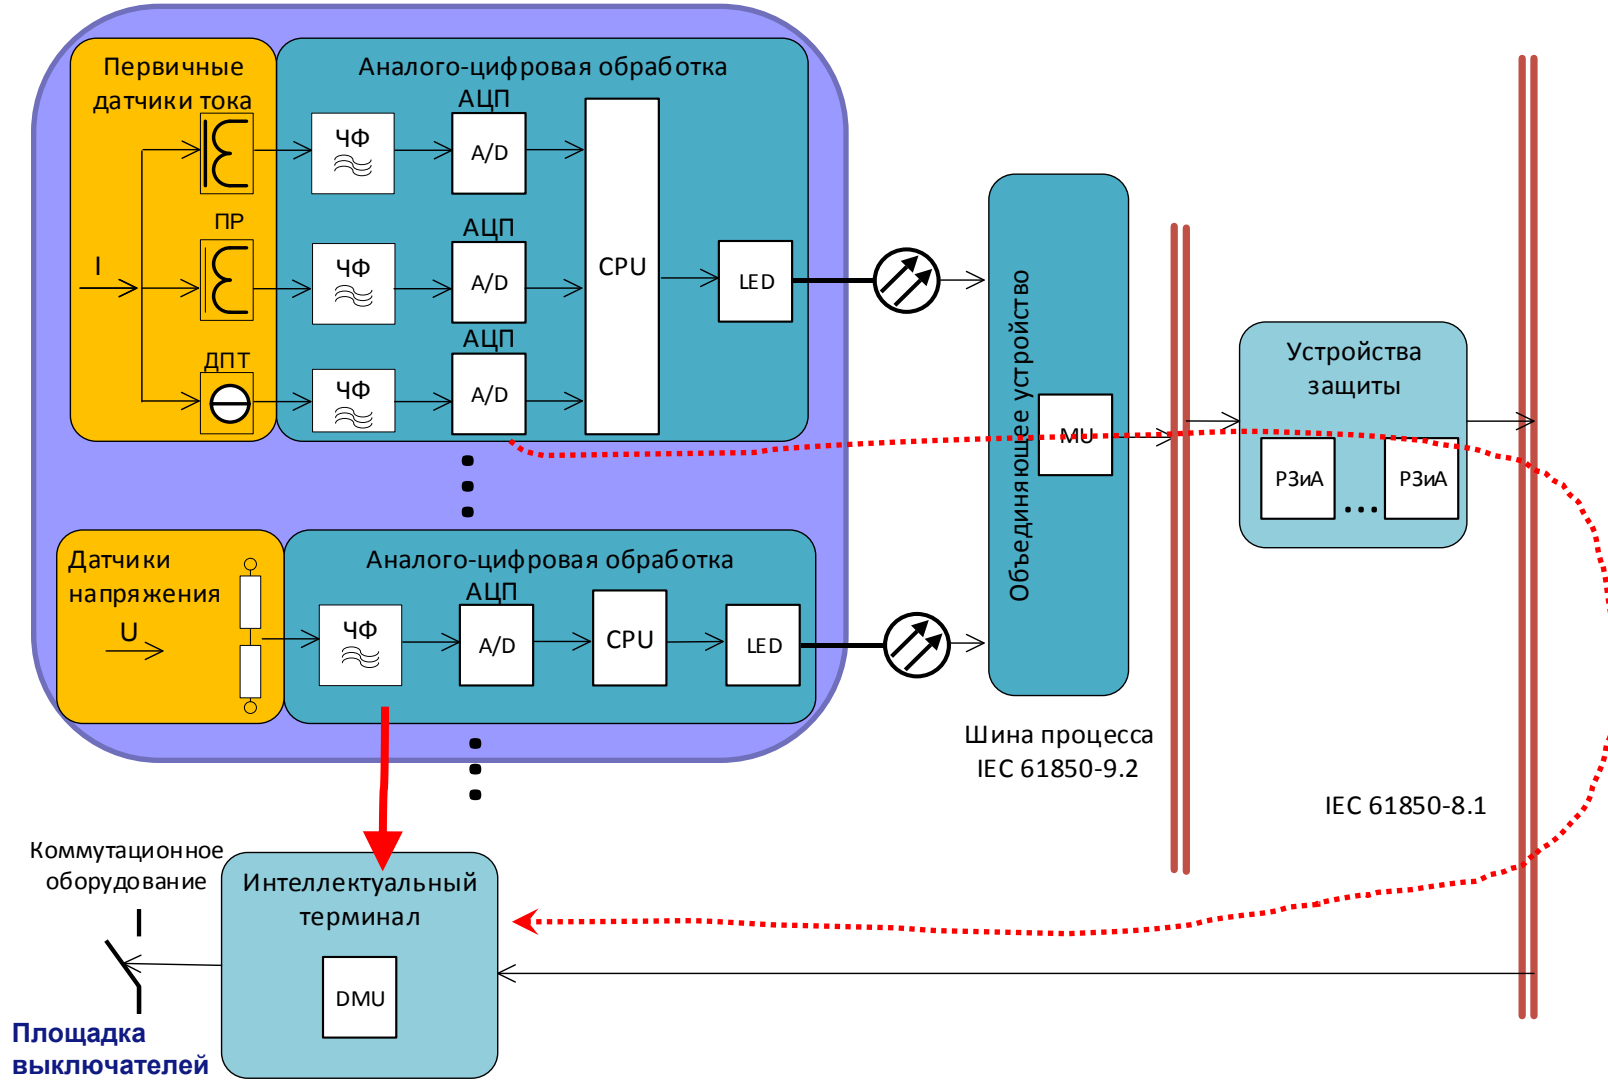 Первичные
датчики тока
Аналого-цифровая обработка
АЦП
ЧФ
A/D
ПР
I
АЦП
ЧФ
A/D
CPU
LED
АЦП
ДПТ
ЧФ
A/D
Объединяющее устройство
MU
Устройства
защиты
РЗиА
...
РЗиА
Датчики
напряжения
U
Аналого-цифровая обработка
АЦП
ЧФ
A/D
CPU
LED
Шина процесса
IEC 61850-9.2
IEC 61850-8.1
Коммутационное
оборудование
Интеллектуальный
терминал
DMU
Площадка
выключателей